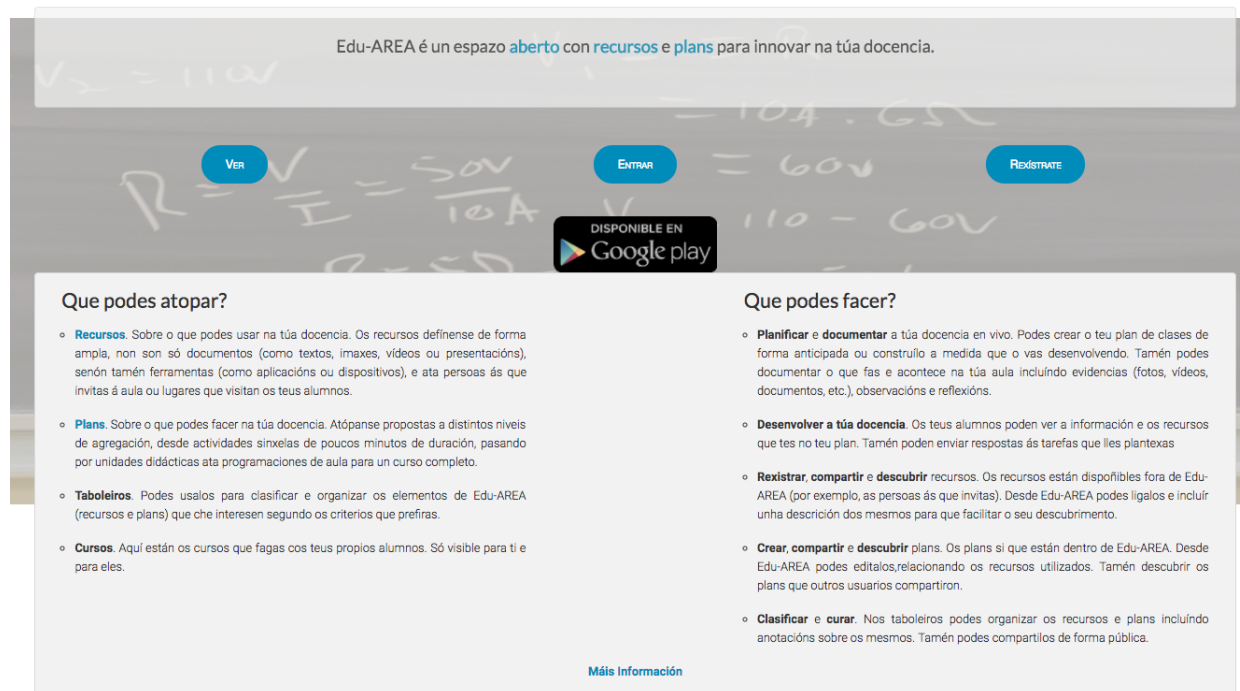 Edu-AREA é un espazo aberto con recursos e plans para innovar na túa docencia.
V₂ = 110V
= 10A . 6Ω
VER
ENTRAR
REXÍSTRATE
R = V/I = 50V/10A
= 60V
110 - 60V
DISPONIBLE EN
Google play
Que podes atopar?
Recursos. Sobre o que podes usar na túa docencia. Os recursos defínense de forma
ampla, non son só documentos (como textos, imaxes, vídeos ou presentacións),
senón tamén ferramentas (como aplicacións ou dispositivos), e ata persoas ás que
invitas á aula ou lugares que visitan os teus alumnos.
Plans. Sobre o que podes facer na túa docencia. Atópanse propostas a distintos niveis
de agregación, desde actividades sinxelas de poucos minutos de duración, pasando
por unidades didácticas ata programaciones de aula para un curso completo.
Taboleiros. Podes usalos para clasificar e organizar os elementos de Edu-AREA
(recursos e plans) que che interesen segundo os criterios que prefiras.
Cursos. Aquí están os cursos que fagas cos teus propios alumnos. Só visible para ti e
para eles.
Que podes facer?
Planificar e documentar a túa docencia en vivo. Podes crear o teu plan de clases de
forma anticipada ou construílo a medida que o vas desenvolvendo. Tamén podes
documentar o que fas e acontece na túa aula incluíndo evidencias (fotos, vídeos,
documentos, etc.), observacións e reflexións.
Desenvolver a túa docencia. Os teus alumnos poden ver a información e os recursos
que tes no teu plan. Tamén poden enviar respostas ás tarefas que lles plantexas
Rexistrar, compartir e descubrir recursos. Os recursos están dispoñibles fora de Edu-
AREA (por exemplo, as persoas ás que invitas). Desde Edu-AREA podes ligalos e incluír
unha descrición dos mesmos para que facilitar o seu descubrimento.
Crear, compartir e descubrir plans. Os plans si que están dentro de Edu-AREA. Desde
Edu-AREA podes editalos,relacionando os recursos utilizados. Tamén descubrir os
plans que outros usuarios compartiron.
Clasificar e curar. Nos taboleiros podes organizar os recursos e plans incluíndo
anotacións sobre os mesmos. Tamén podes compartilos de forma pública.
Máis Información